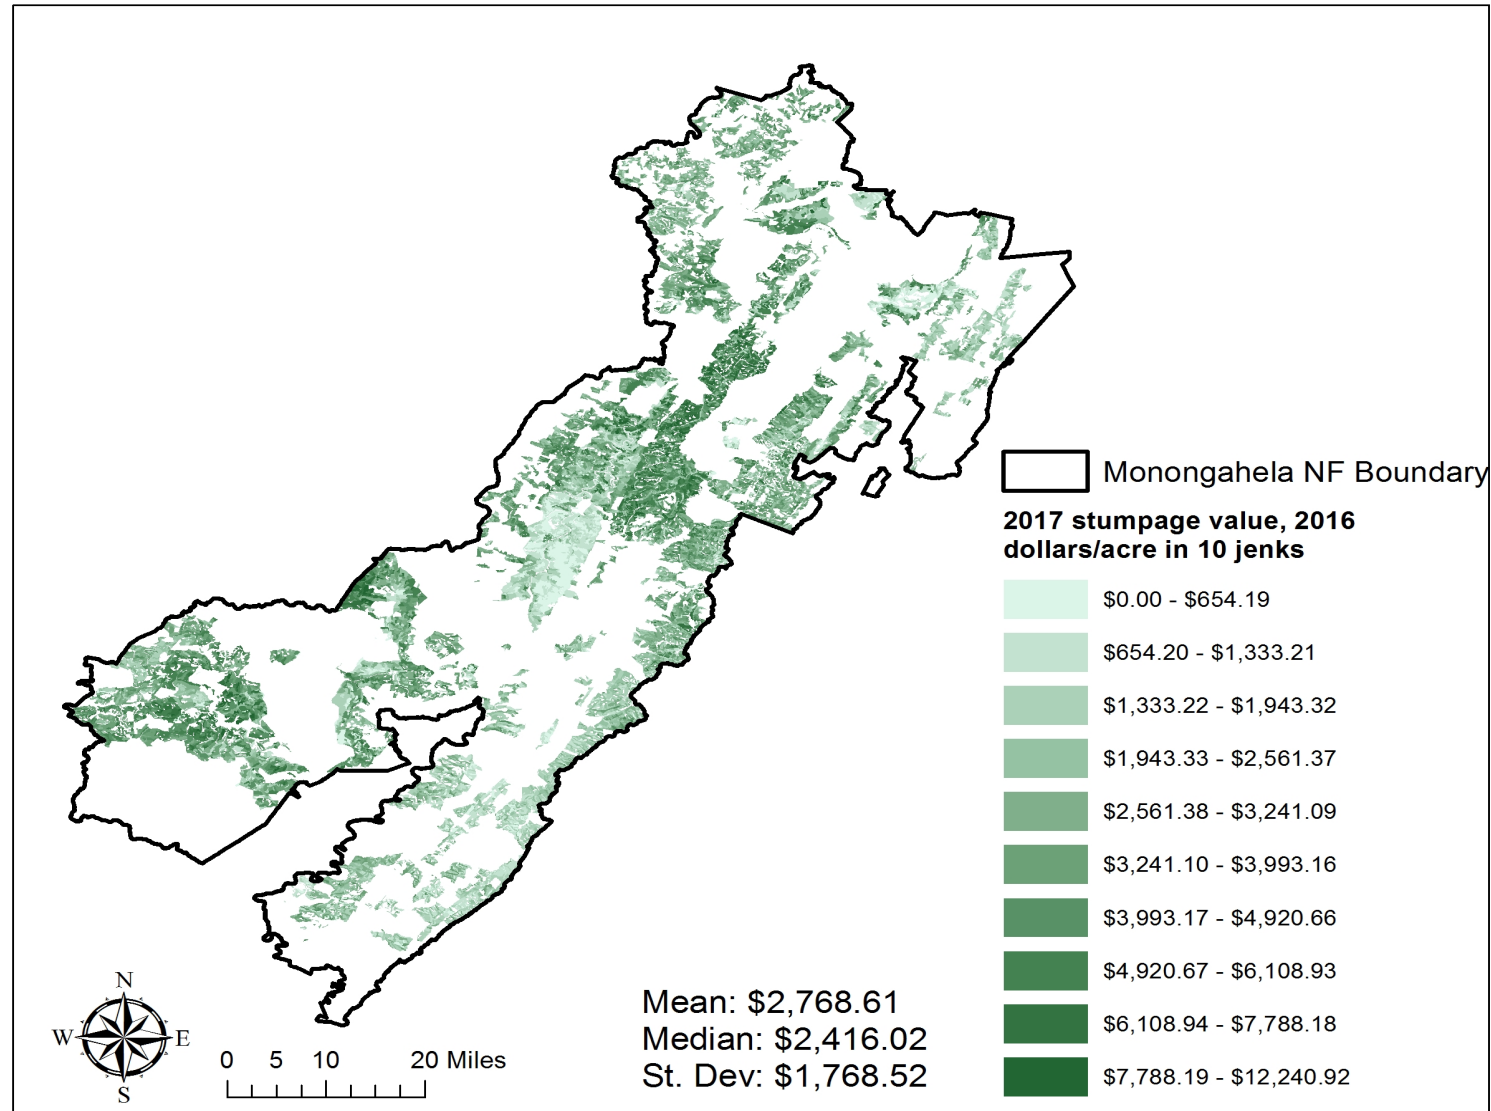 Monongahela NF Boundary
2017 stumpage value, 2016
dollars/acre in 10 jenks
$0.00 - $654.19
$654.20 - $1,333.21
$1,333.22 - $1,943.32
$1,943.33 - $2,561.37
$2,561.38 - $3,241.09
$3,241.10 - $3,993.16
$3,993.17 - $4,920.66
$4,920.67 - $6,108.93
$6,108.94 - $7,788.18
$7,788.19 - $12,240.92
Mean: $2,768.61
Median: $2,416.02
St. Dev: $1,768.52
N
W E
S
0 5 10 20 Miles